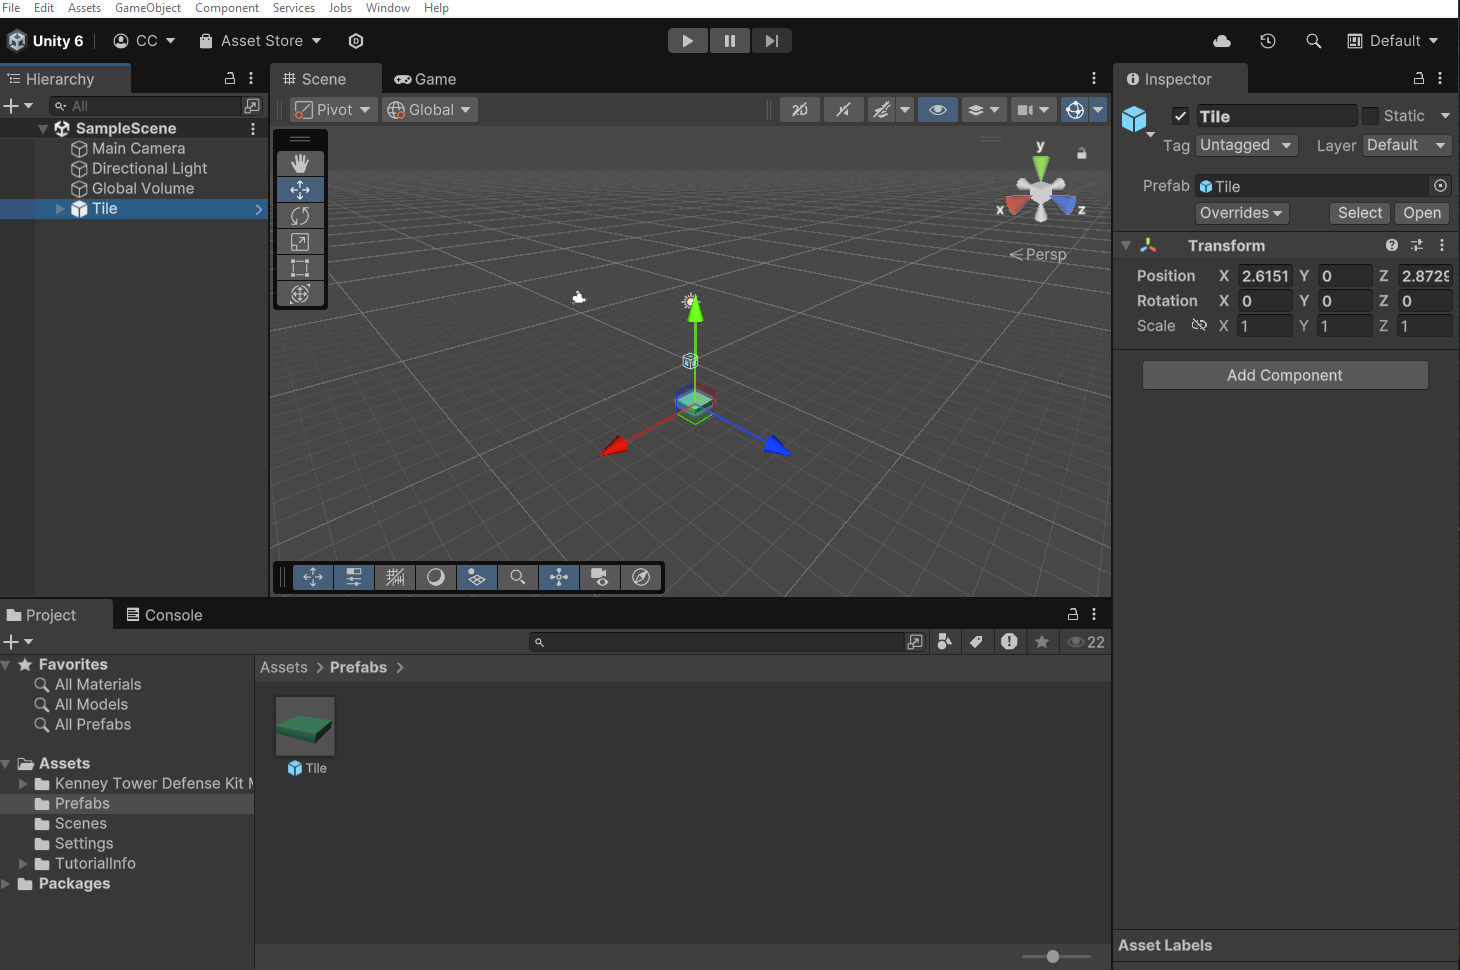 File Edit Assets GameObject Component Services Jobs Window Help
Unity 6 CC Asset Store Default
Hierarchy
All
SampleScene
Main Camera
Directional Light
Global Volume
Tile
Scene Game
Pivot Global
2D
y
x z
Persp
Inspector
Tile Static
Tag Untagged Layer Default
Prefab Tile
Overrides Select Open
Transform
Position X 2.6151 Y 0 Z 2.8729
Rotation X 0 Y 0 Z 0
Scale X 1 Y 1 Z 1
Add Component
Project Console
22
Favorites
All Materials
All Models
All Prefabs
Assets
Kenney Tower Defense Kit
Prefabs
Scenes
Settings
TutorialInfo
Packages
Assets > Prefabs >
Tile
Asset Labels